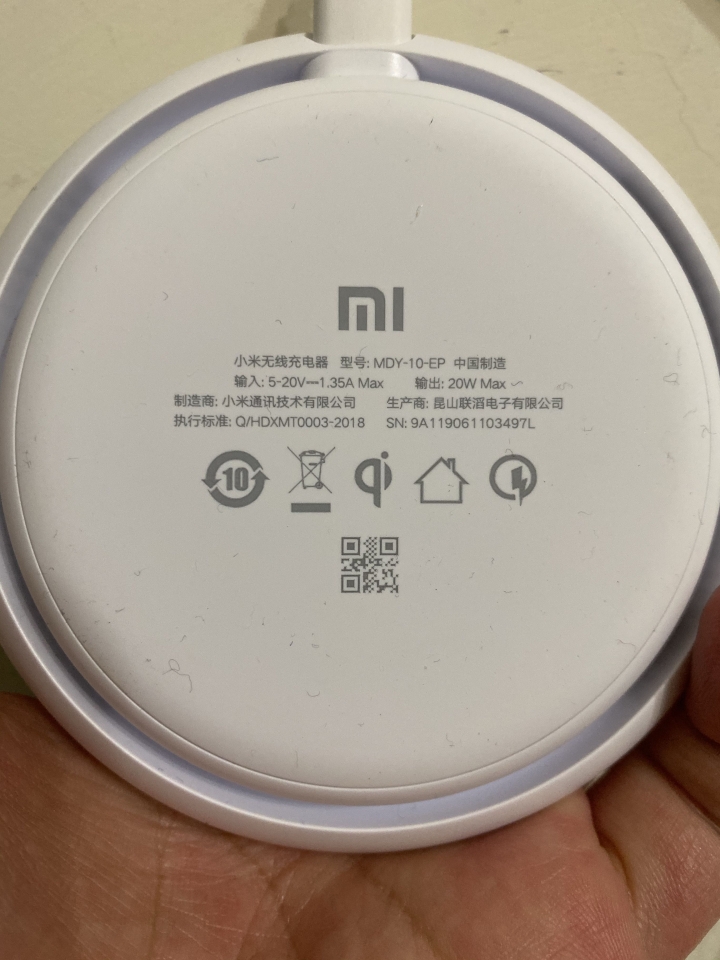 MI
小米无线充电器 型号: MDY-10-EP 中国制造
输入: 5-20V⎓1.35A Max 输出: 20W Max
制造商: 小米通讯技术有限公司 生产商: 昆山联滔电子有限公司
执行标准: Q/HDXMT0003-2018 SN: 9A119061103497L
10
qi